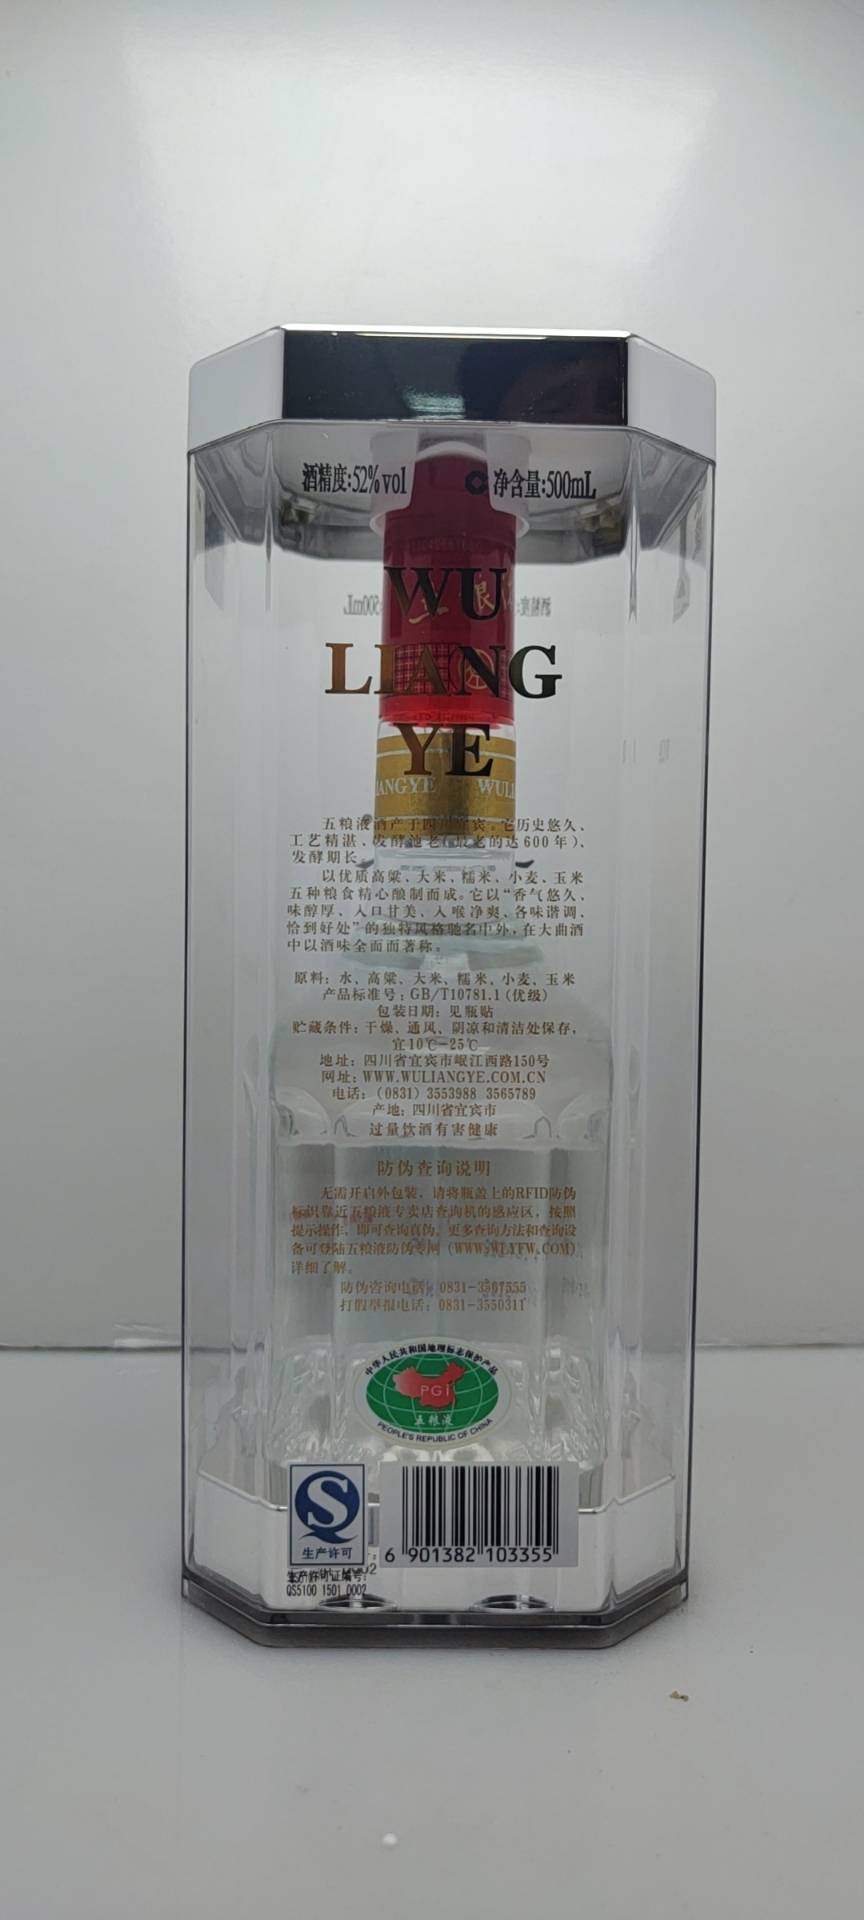 酒精度:52%vol 净含量:500mL
WU
LIANG
YE
IANGYE WULI
五粮液酒产于四川宜宾。它历史悠久、
工艺精湛、发酵池老(最老的达600年)、
发酵期长。
以优质高粱、大米、糯米、小麦、玉米
五种粮食精心酿制而成。它以“香气悠久、
味醇厚、入口甘美、入喉净爽、各味谐调、
恰到好处”的独特风格驰名中外,在大曲酒
中以酒味全面而著称。
原料: 水、高粱、大米、糯米、小麦、玉米
产品标准号: GB/T10781.1 (优级)
包装日期: 见瓶贴
贮藏条件: 干燥、通风、阴凉和清洁处保存,
宜10℃-25℃
地址: 四川省宜宾市岷江西路150号
网址: WWW.WULIANGYE.COM.CN
电话: (0831) 3553988 3565789
产地: 四川省宜宾市
过量饮酒有害健康
防伪查询说明
无需开启外包装, 请将瓶盖上的RFID防伪
标识靠近五粮液专卖店查询机的感应区, 按照
提示操作, 即可查询真伪。更多查询方法和查询设
备可登陆五粮液防伪专网 (WWW.WLYFW.COM)
详细了解。
防伪咨询电话: 0831-3567555
打假举报电话: 0831-3550311
中华人民共和国地理标志保护产品
PGI
五粮液
PEOPLE'S REPUBLIC OF CHINA
生产许可
6 901382 103355
生产许可证编号:
QS5100 1501 0002